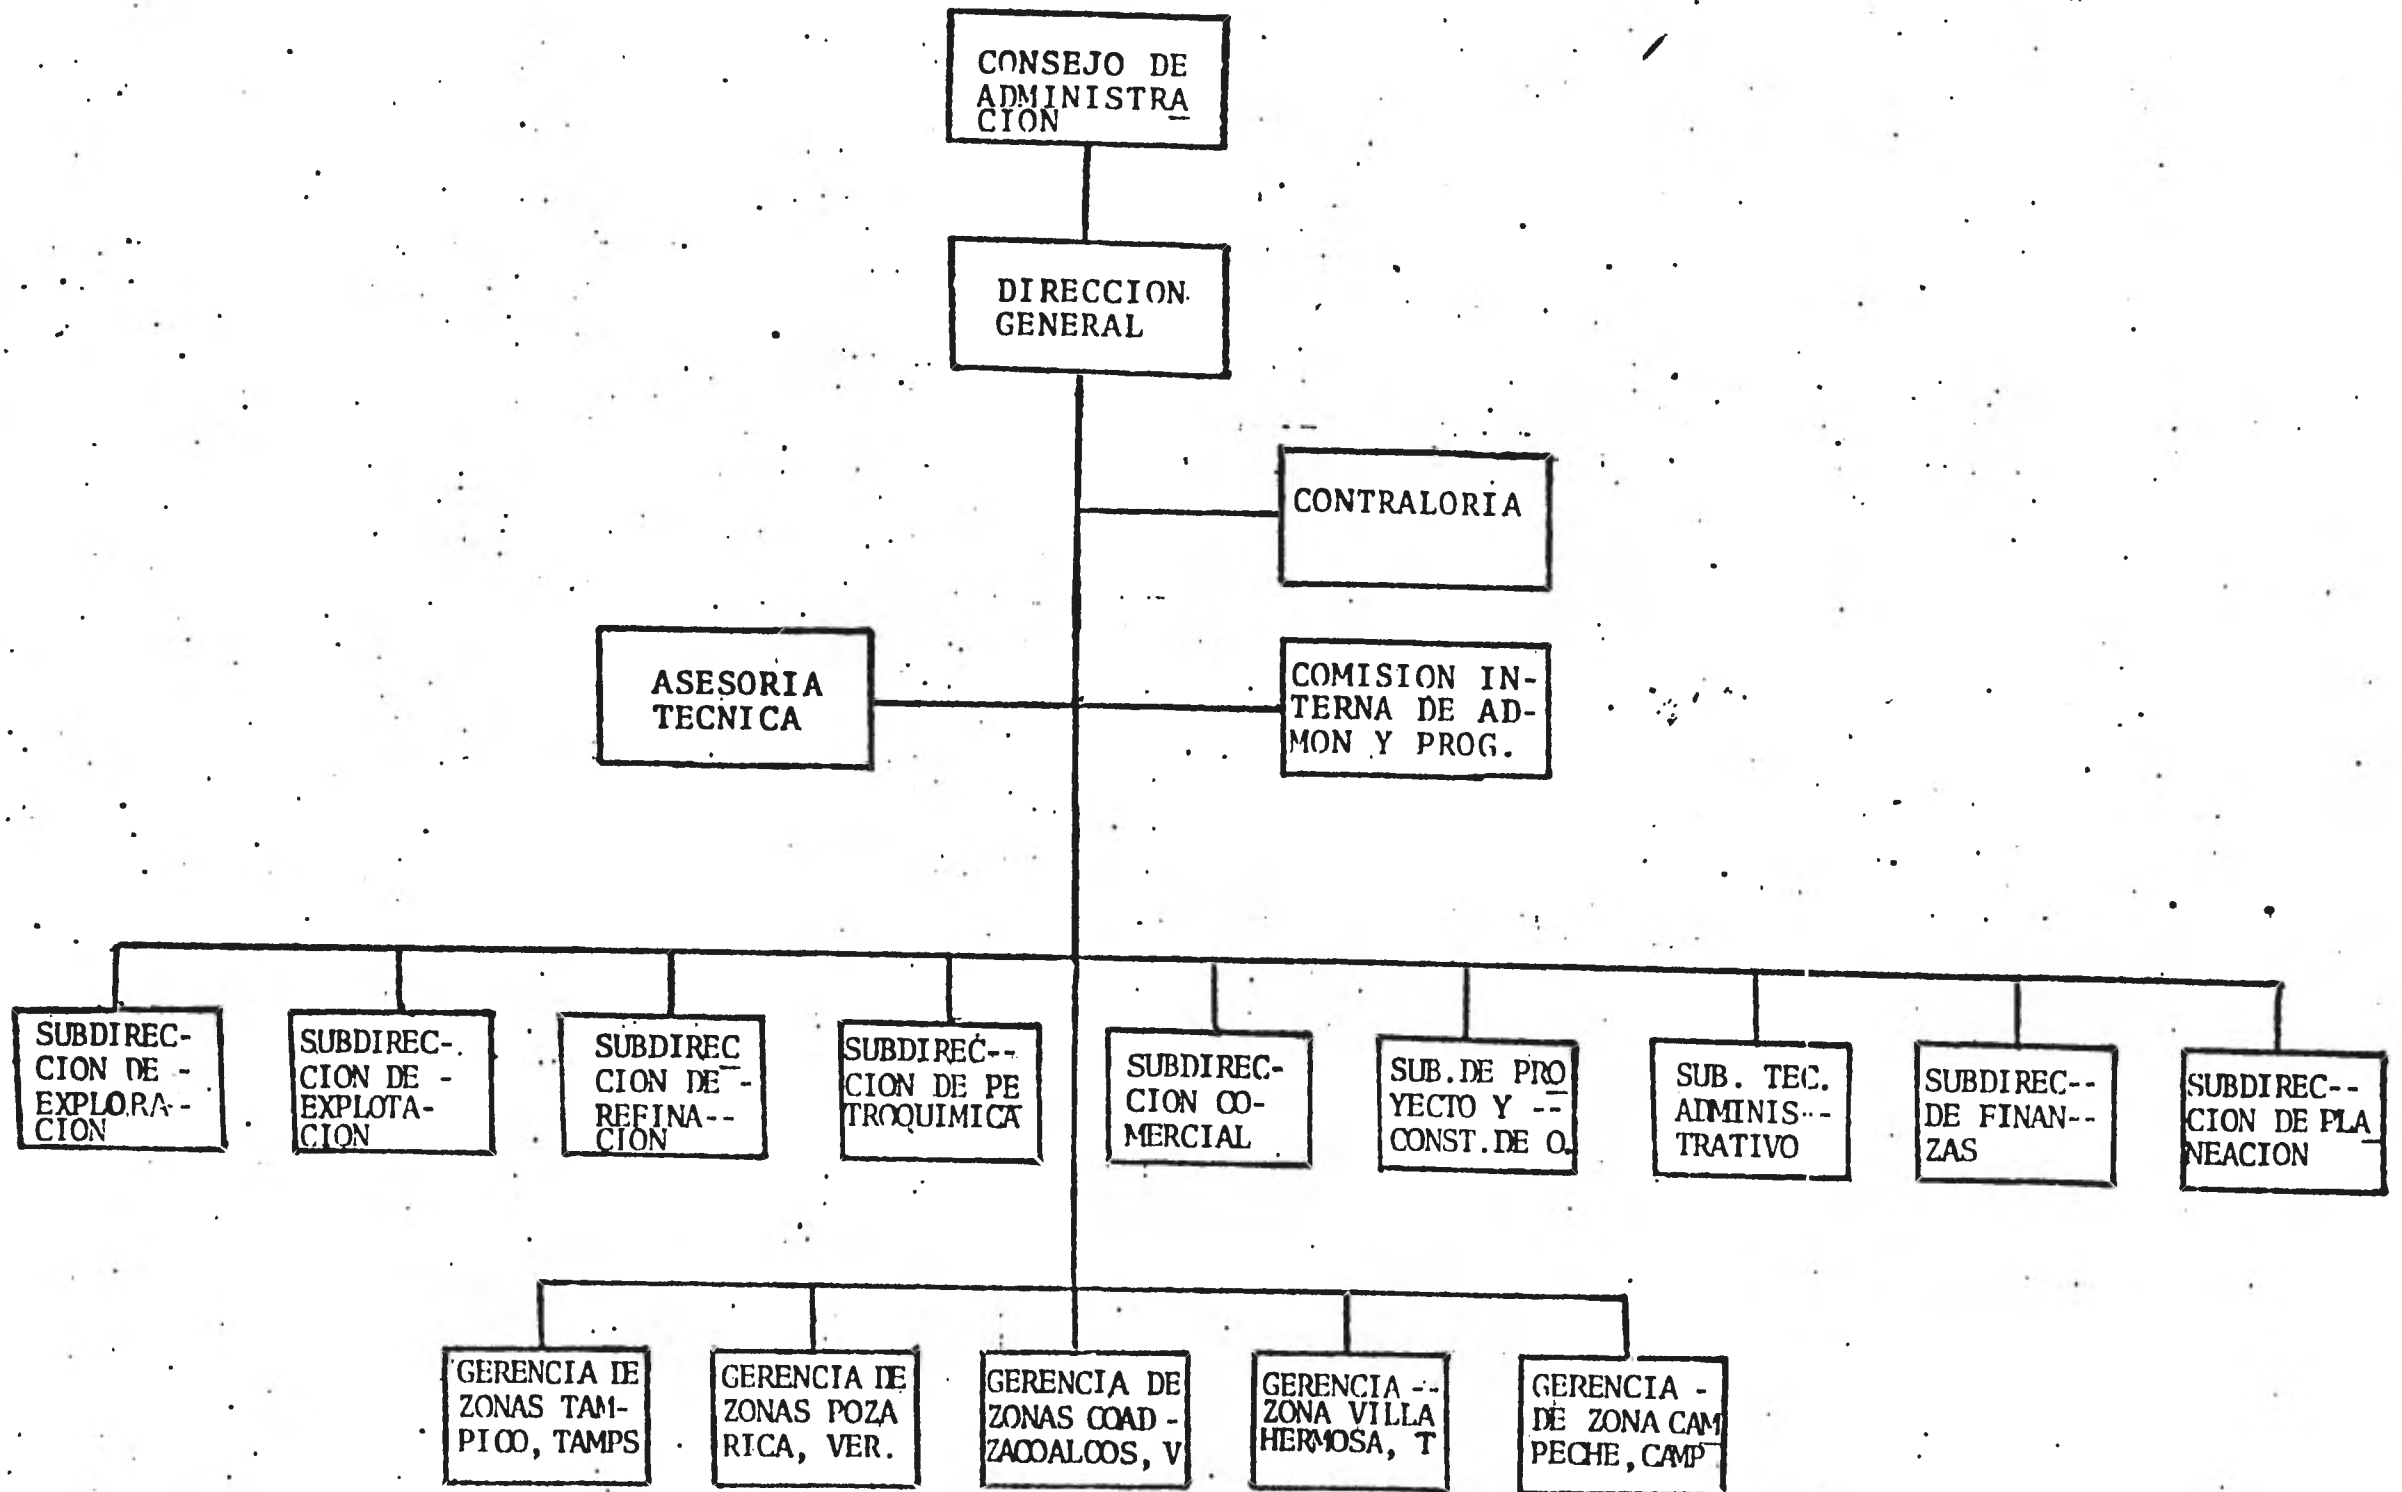 CONSEJO DE
ADMINISTRA
CION
DIRECCION
GENERAL
CONTRALORIA
ASESORIA
TECNICA
COMISION IN-
TERNA DE AD-
MON Y PROG.
SUBDIREC-
CION DE -
EXPLORA--
CION
SUBDIREC-
CION DE -
EXPLOTA-
CION
SUBDIREC
CION DE -
REFINA--
CION
SUBDIREC--
CION DE PE
TROQUIMICA
SUBDIREC-
CION CO-
MERCIAL
SUB.DE PRO
YECTO Y --
CONST.DE O.
SUB. TEC.
ADMINIS--
TRATIVO
SUBDIREC--
DE FINAN--
ZAS
SUBDIREC--
CION DE PLA
NEACION
GERENCIA DE
ZONAS TAM-
PICO, TAMPS
GERENCIA DE
ZONAS POZA
RICA, VER.
GERENCIA DE
ZONAS COAD -
ZACOALCOS, V
GERENCIA --
ZONA VILLA
HERMOSA, T
GERENCIA -
DE ZONA CAM
PECHE, CAMP